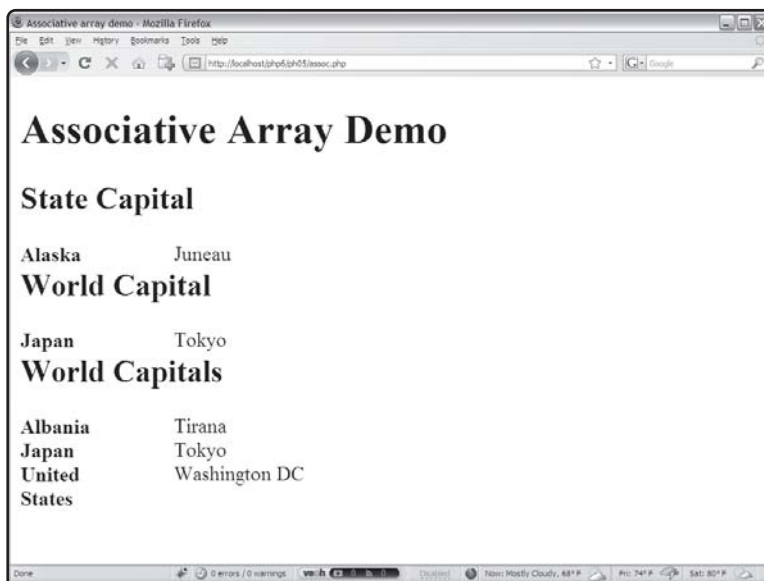 Associative array demo - Mozilla Firefox
File Edit View History Bookmarks Tools Help
http://localhost/php6/ph05/assoc.php
Google
Associative Array Demo
State Capital
Alaska Juneau
World Capital
Japan Tokyo
World Capitals
Albania Tirana
Japan Tokyo
United Washington DC
States
Done 0 errors / 0 warnings Disabled Now: Mostly Cloudy, 68° F Fri: 74° F Sat: 80° F